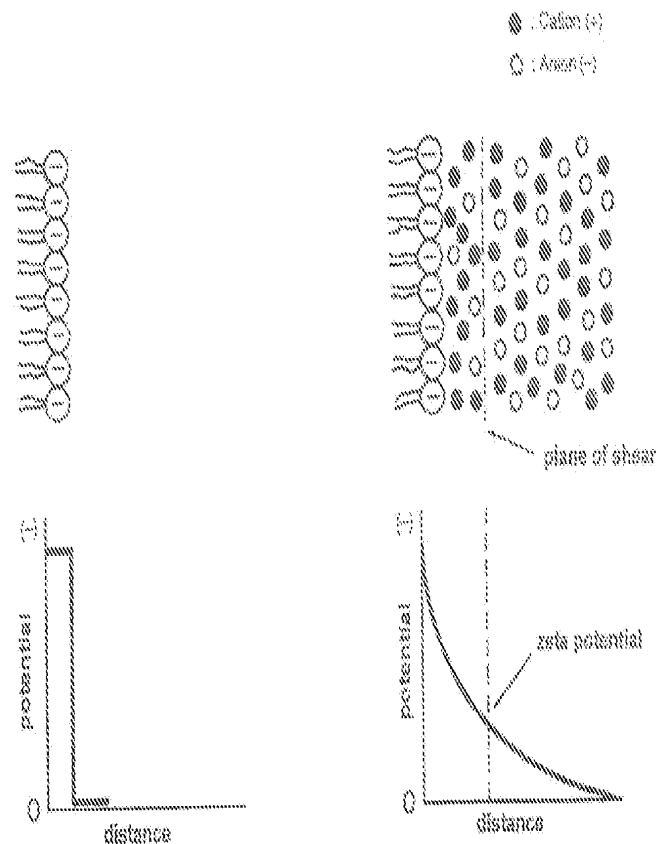 : Cation (+)
: Anion (-)
plane of shear
(-)
potential
0
distance
(-)
potential
0
distance
zeta potential